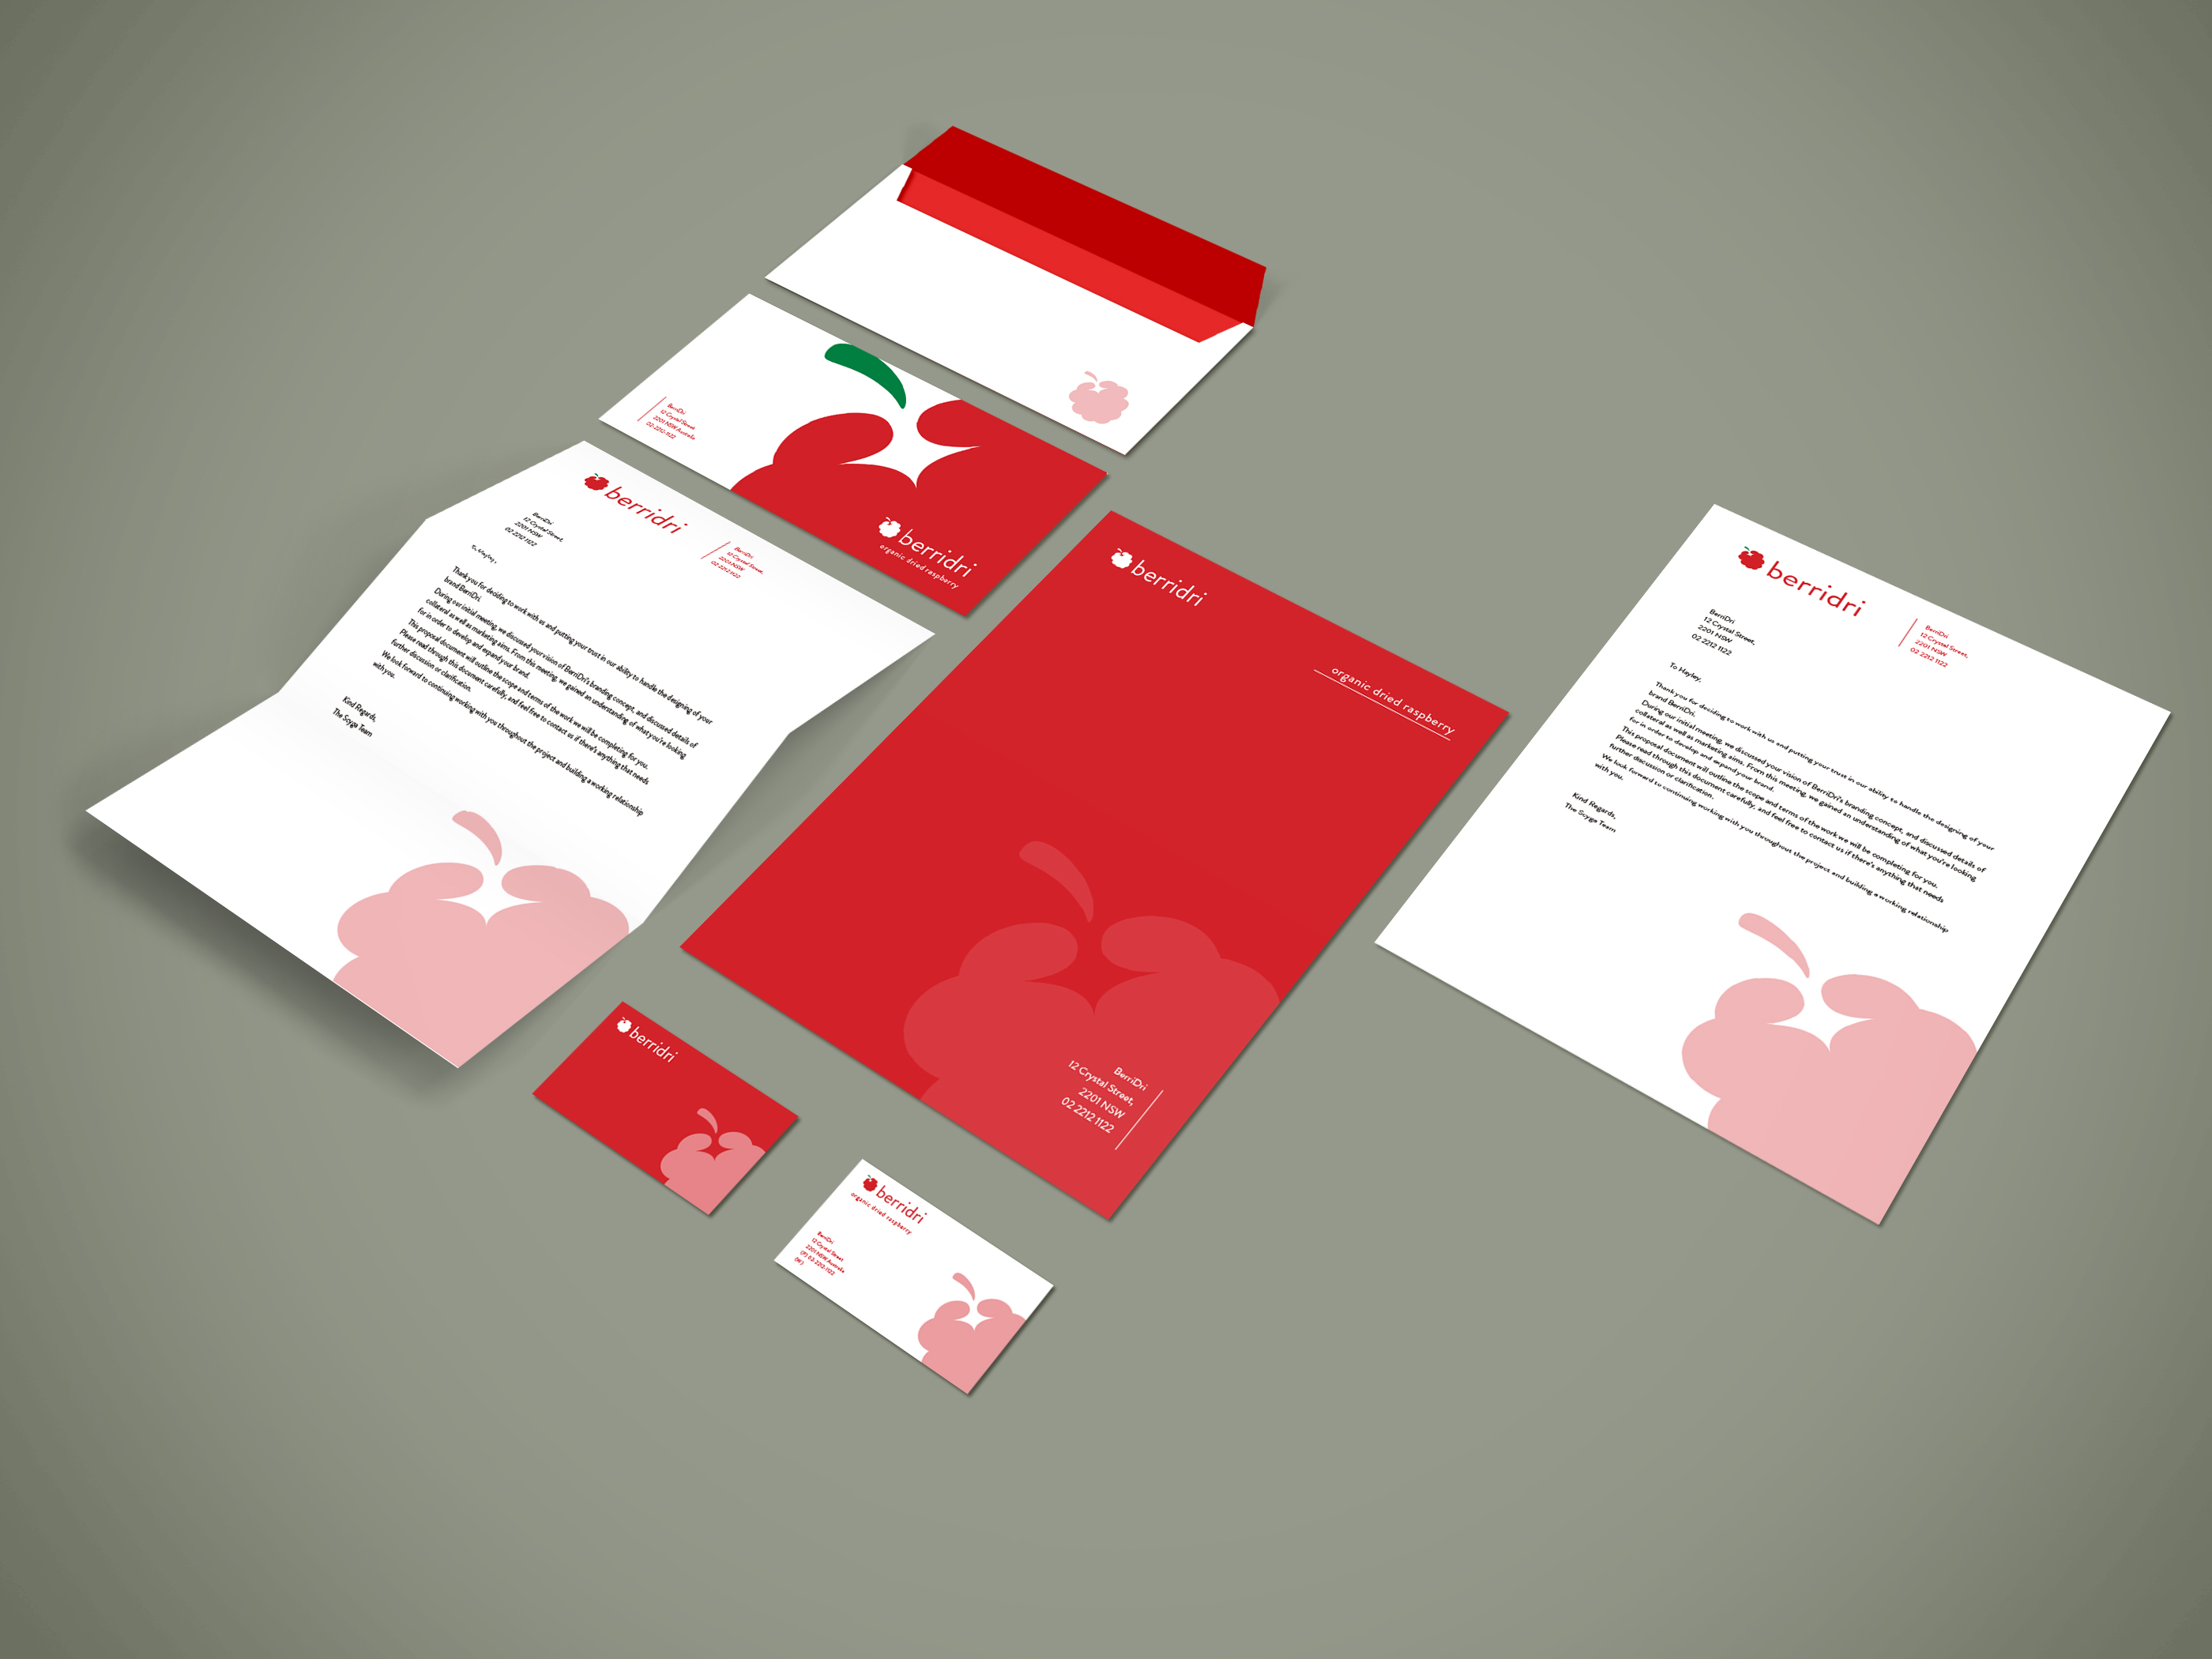 BerriDri
12 Crystal Street
2201 NSW Australia
02-2212-1122
berridri
organic dried raspberry
berridri
BerriDri
12 Crystal Street,
2201 NSW
02 2212 1122
BerriDri
12 Crystal Street,
2201 NSW
02 2212 1122
Hayley,
Thank you for deciding to work with us and putting your trust in our ability to handle the designing of your
brand BerriDri.
During our initial meeting, we discussed your vision of BerriDri's branding concept, and discussed details of
collateral as well as marketing aims. From this meeting, we gained an understanding of what you're looking
for in order to develop and expand your brand.
This proposal document will outline the scope and terms of the work we will be completing for you.
Please read through this document carefully, and feel free to contact us if there's anything that needs
further discussion or clarification.
We look forward to continuing working with you throughout the project and building a working relationship
with you.
Kind Regards,
The Soyga Team
berridri
organic dried raspberry
BerriDri
12 Crystal Street,
2201 NSW
02 2212 1122
berridri
BerriDri
12 Crystal Street,
2201 NSW
02 2212 1122
BerriDri
12 Crystal Street,
2201 NSW
02 2212 1122
To Hayley,
Thank you for deciding to work with us and putting your trust in our ability to handle the designing of your
brand BerriDri.
During our initial meeting, we discussed your vision of BerriDri's branding concept, and discussed details of
collateral as well as marketing aims. From this meeting, we gained an understanding of what you're looking
for in order to develop and expand your brand.
This proposal document will outline the scope and terms of the work we will be completing for you.
Please read through this document carefully, and feel free to contact us if there's anything that needs
further discussion or clarification.
We look forward to continuing working with you throughout the project and building a working relationship
with you.
Kind Regards,
The Soyga Team
berridri
berridri
organic dried raspberry
BerriDri
12 Crystal Street
2201 NSW Australia
(P) 02-2212-1122
(W)